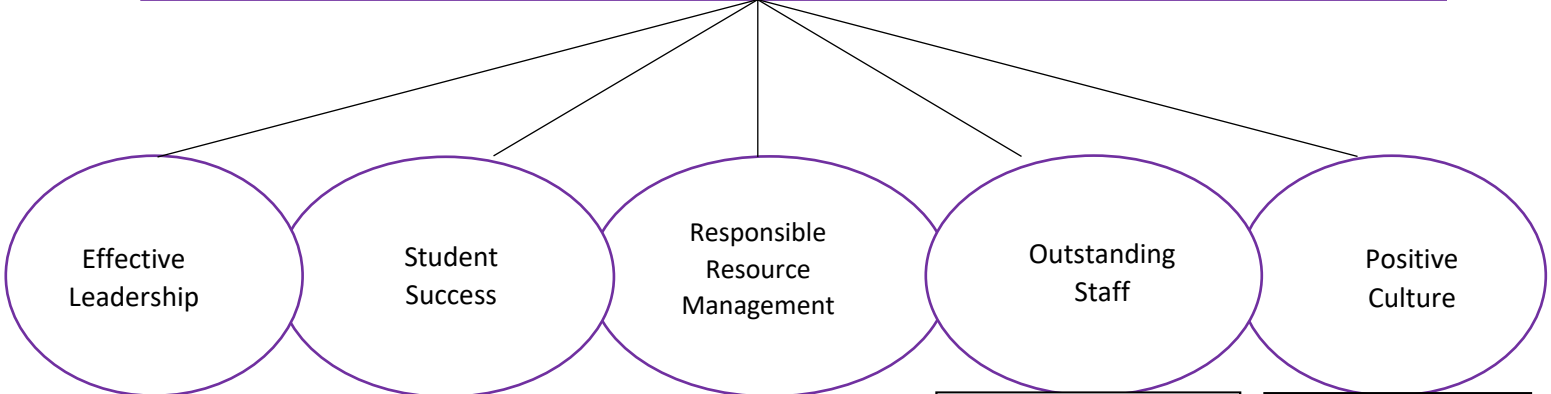 Effective
Leadership
Student
Success
Responsible
Resource
Management
Outstanding
Staff
Positive
Culture